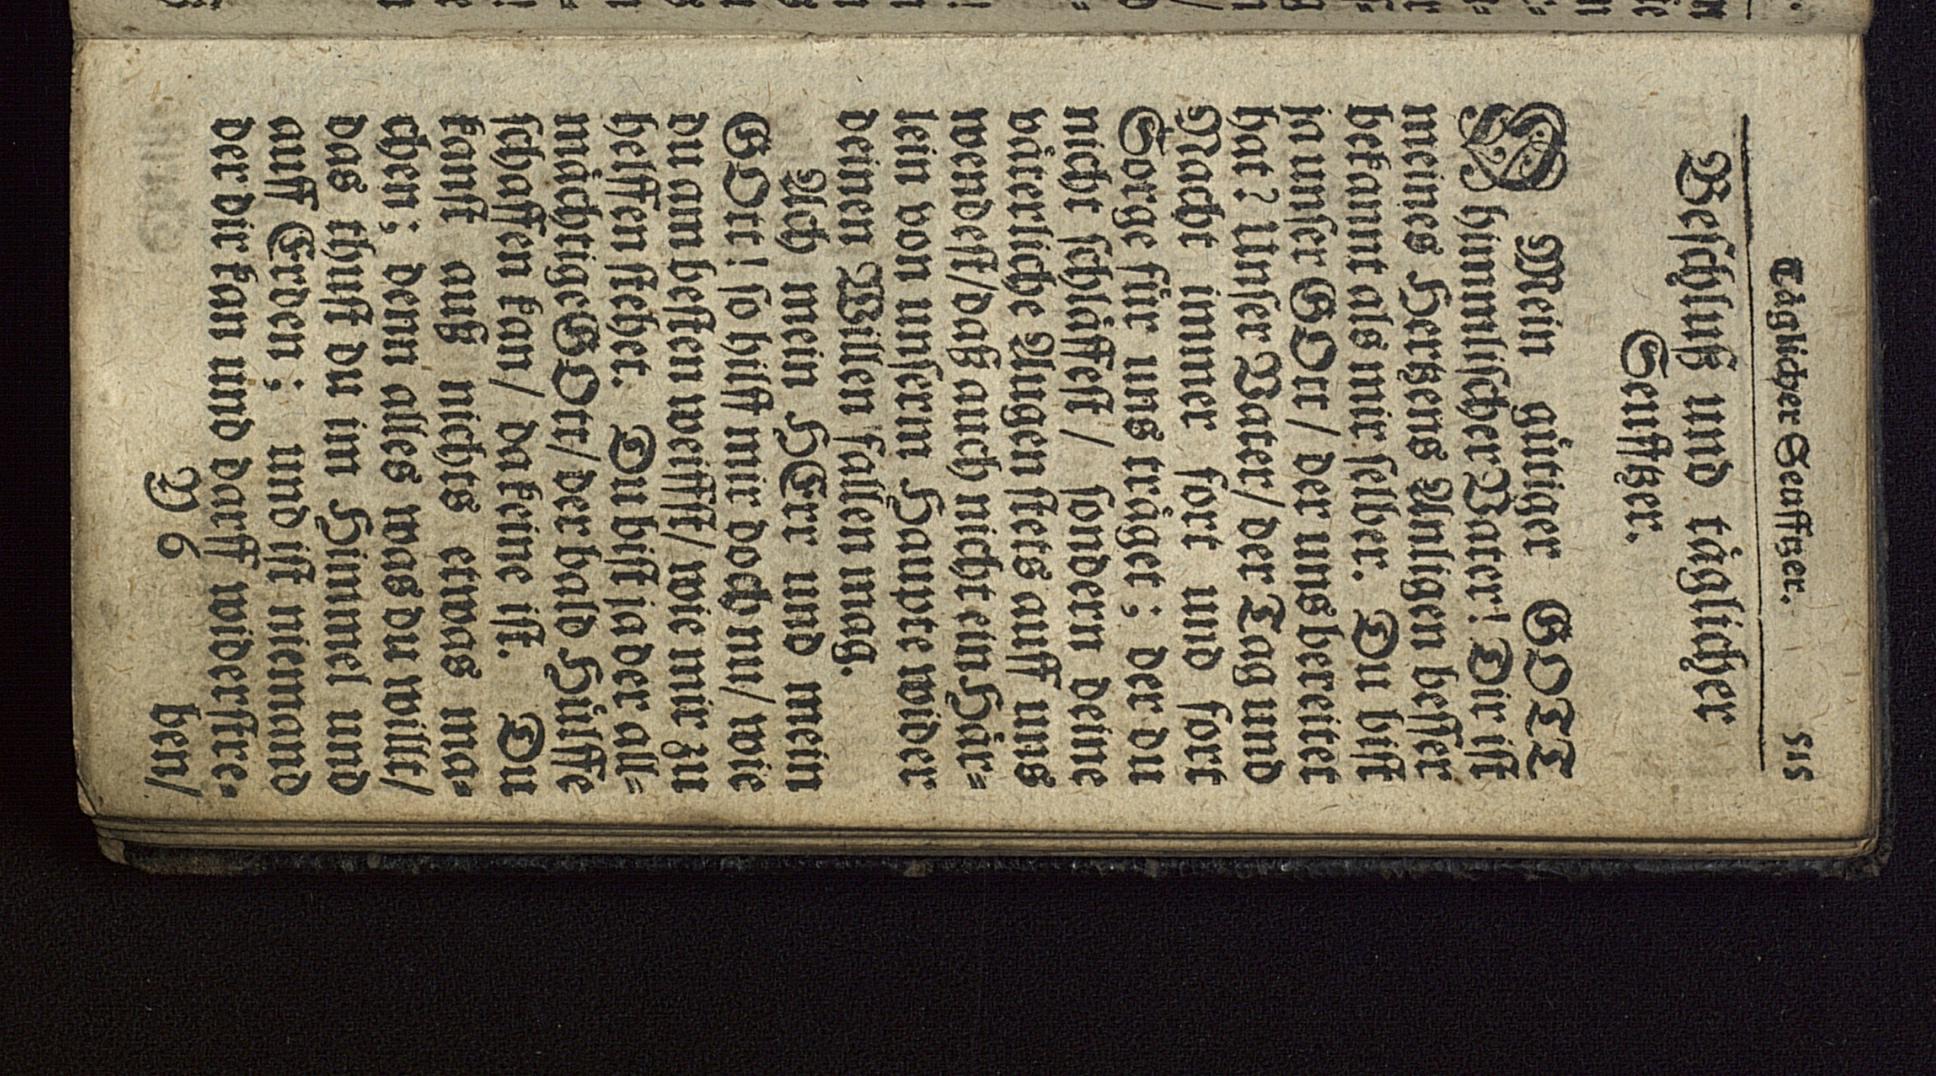 Täglicher Seufftzer. 515
Beschluß und täglicher
Seufftzer.
O Mein gütiger GOTT
himmlischer Vater! Dir ist
meines Hertzens Anligen besser
bekannt als mir selber. Du bist
ja unser GOtt / der uns bereitet
hat? Unser Vater / der Tag und
Nacht immer fort und fort
Sorge für uns träget; der du
nicht schläffest / sondern deine
väterliche Augen stets auff uns
wendest / daß auch nicht ein Här-
lein von unserm Haupte wider
deinen Willen fallen mag.
Ach mein HErr und mein
GOtt! so hilff mir doch nu / wie
du am besten weissst / wie mir zu
helffen stehet. Du bist ja der all-
mächtige GOtt / der bald Hülffe
schaffen kan / da keine ist. Du
kanst auß nichts etwas ma-
chen; denn alles was du willt /
das thust du im Himmel und
auff Erden; und ist niemand
der dir kan und darff widerstre-
Y 6 ben /